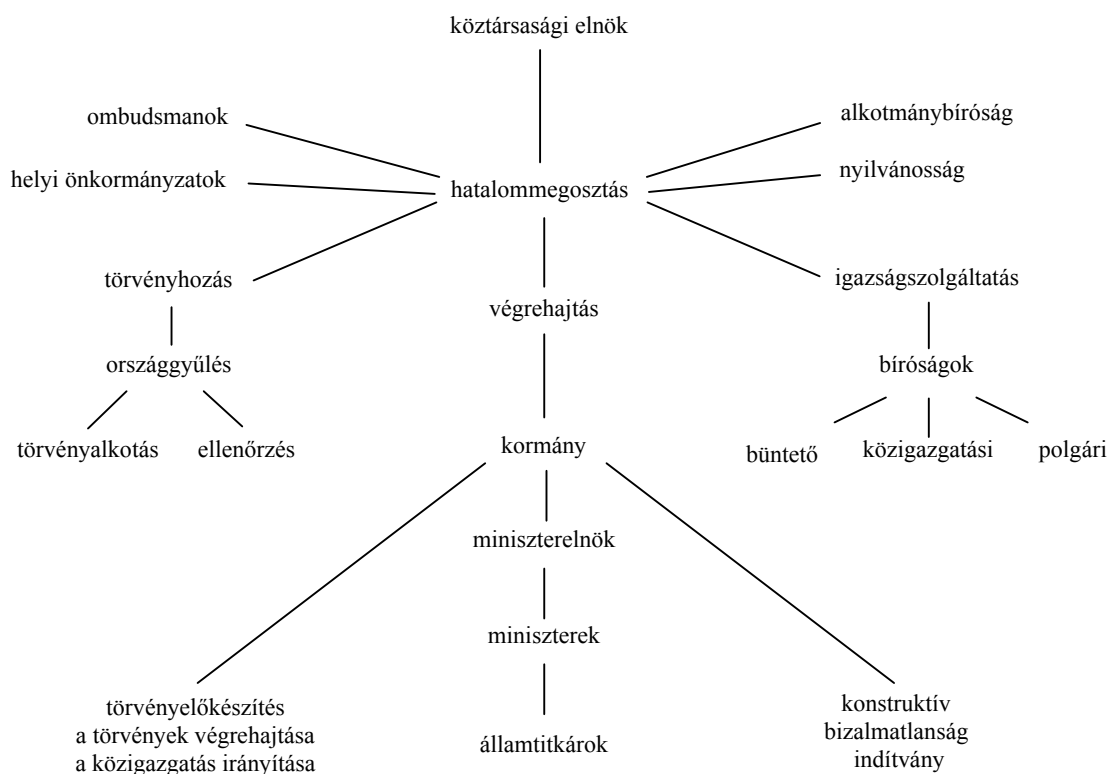 köztársasági elnök
ombudsmanok
alkotmánybíróság
helyi önkormányzatok
hatalommegosztás
nyilvánosság
törvényhozás
végrehajtás
igazságszolgáltatás
országgyűlés
bíróságok
törvényalkotás
ellenőrzés
kormány
büntető
közigazgatási
polgári
miniszterelnök
miniszterek
törvényelőkészítés
a törvények végrehajtása
a közigazgatás irányítása
államtitkárok
konstruktív
bizalmatlanság
indítvány